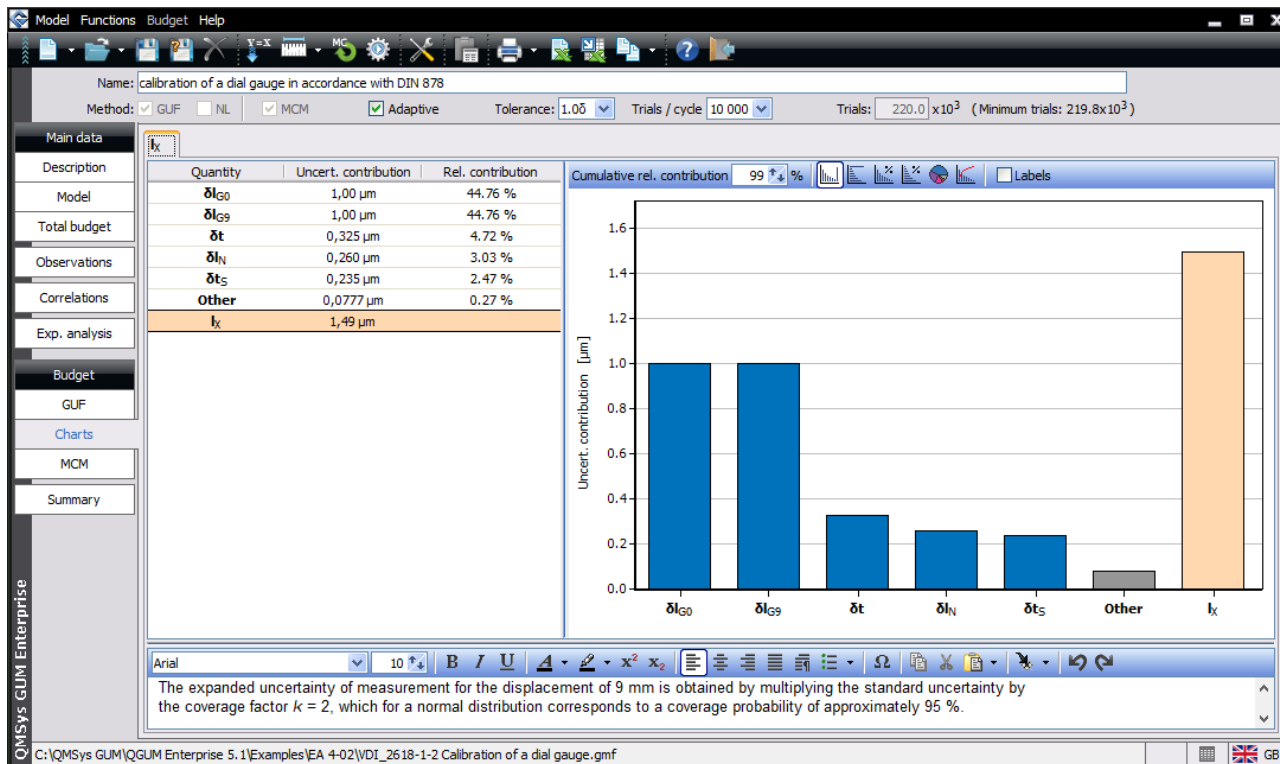 Model Functions Budget Help
Y=X MC
Name: calibration of a dial gauge in accordance with DIN 878
Method: GUF NL MCM Adaptive Tolerance: 1.0δ Trials / cycle 10 000 Trials: 220.0 x10³ ( Minimum trials: 219.8x10³ )
Main data
Description
Model
Total budget
Observations
Correlations
Exp. analysis
Budget
GUF
Charts
MCM
Summary
QMSys GUM Enterprise
lX
Quantity Uncert. contribution Rel. contribution
δlG0 1,00 µm 44.76 %
δlG9 1,00 µm 44.76 %
δt 0,325 µm 4.72 %
δlN 0,260 µm 3.03 %
δtS 0,235 µm 2.47 %
Other 0,0777 µm 0.27 %
lX 1,49 µm
Cumulative rel. contribution 99 % Labels
Uncert. contribution [µm]
1.6
1.4
1.2
1.0
0.8
0.6
0.4
0.2
0.0
δlG0 δlG9 δt δlN δtS Other lX
Arial 10 B I U A x² x₂ Ω
The expanded uncertainty of measurement for the displacement of 9 mm is obtained by multiplying the standard uncertainty by
the coverage factor k = 2, which for a normal distribution corresponds to a coverage probability of approximately 95 %.
C:\QMSys GUM\QGUM Enterprise 5.1\Examples\EA 4-02\VDI_2618-1-2 Calibration of a dial gauge.gmf GB